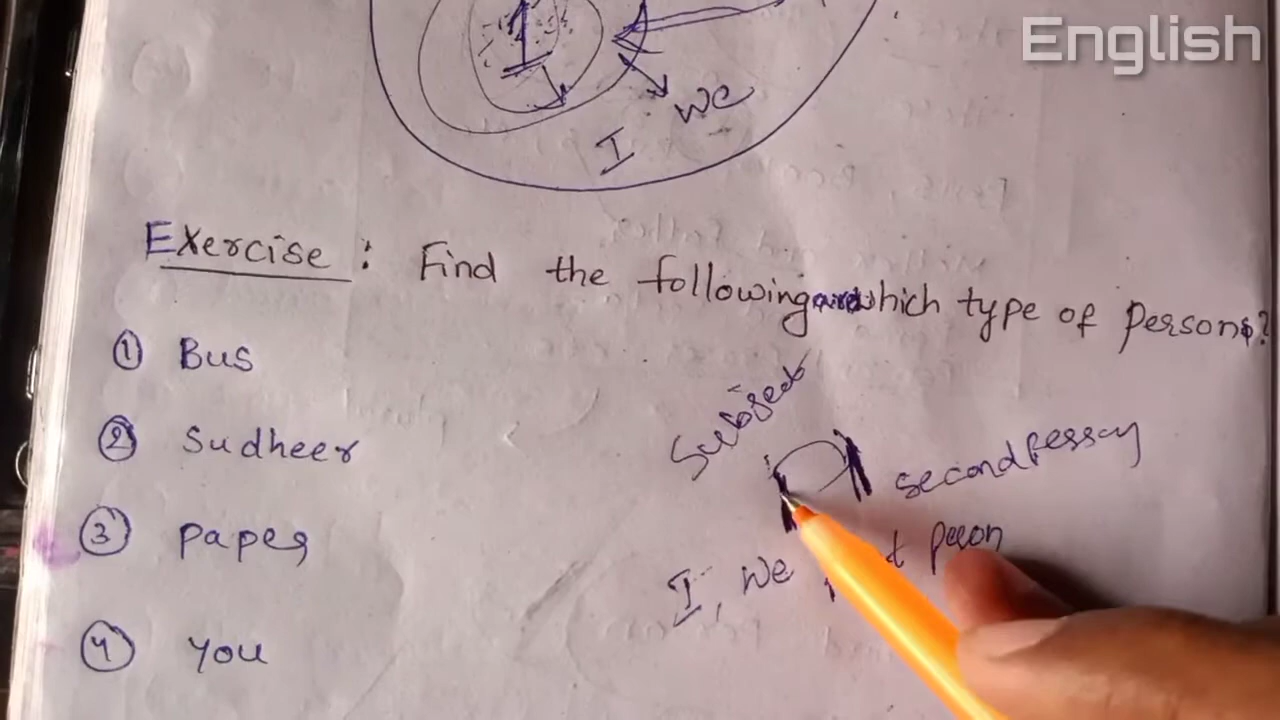 English
I
I
We
Exercise : Find the following are which type of persons?
① Bus
② Sudheer
③ Paper
④ You
Subject
second
I, We